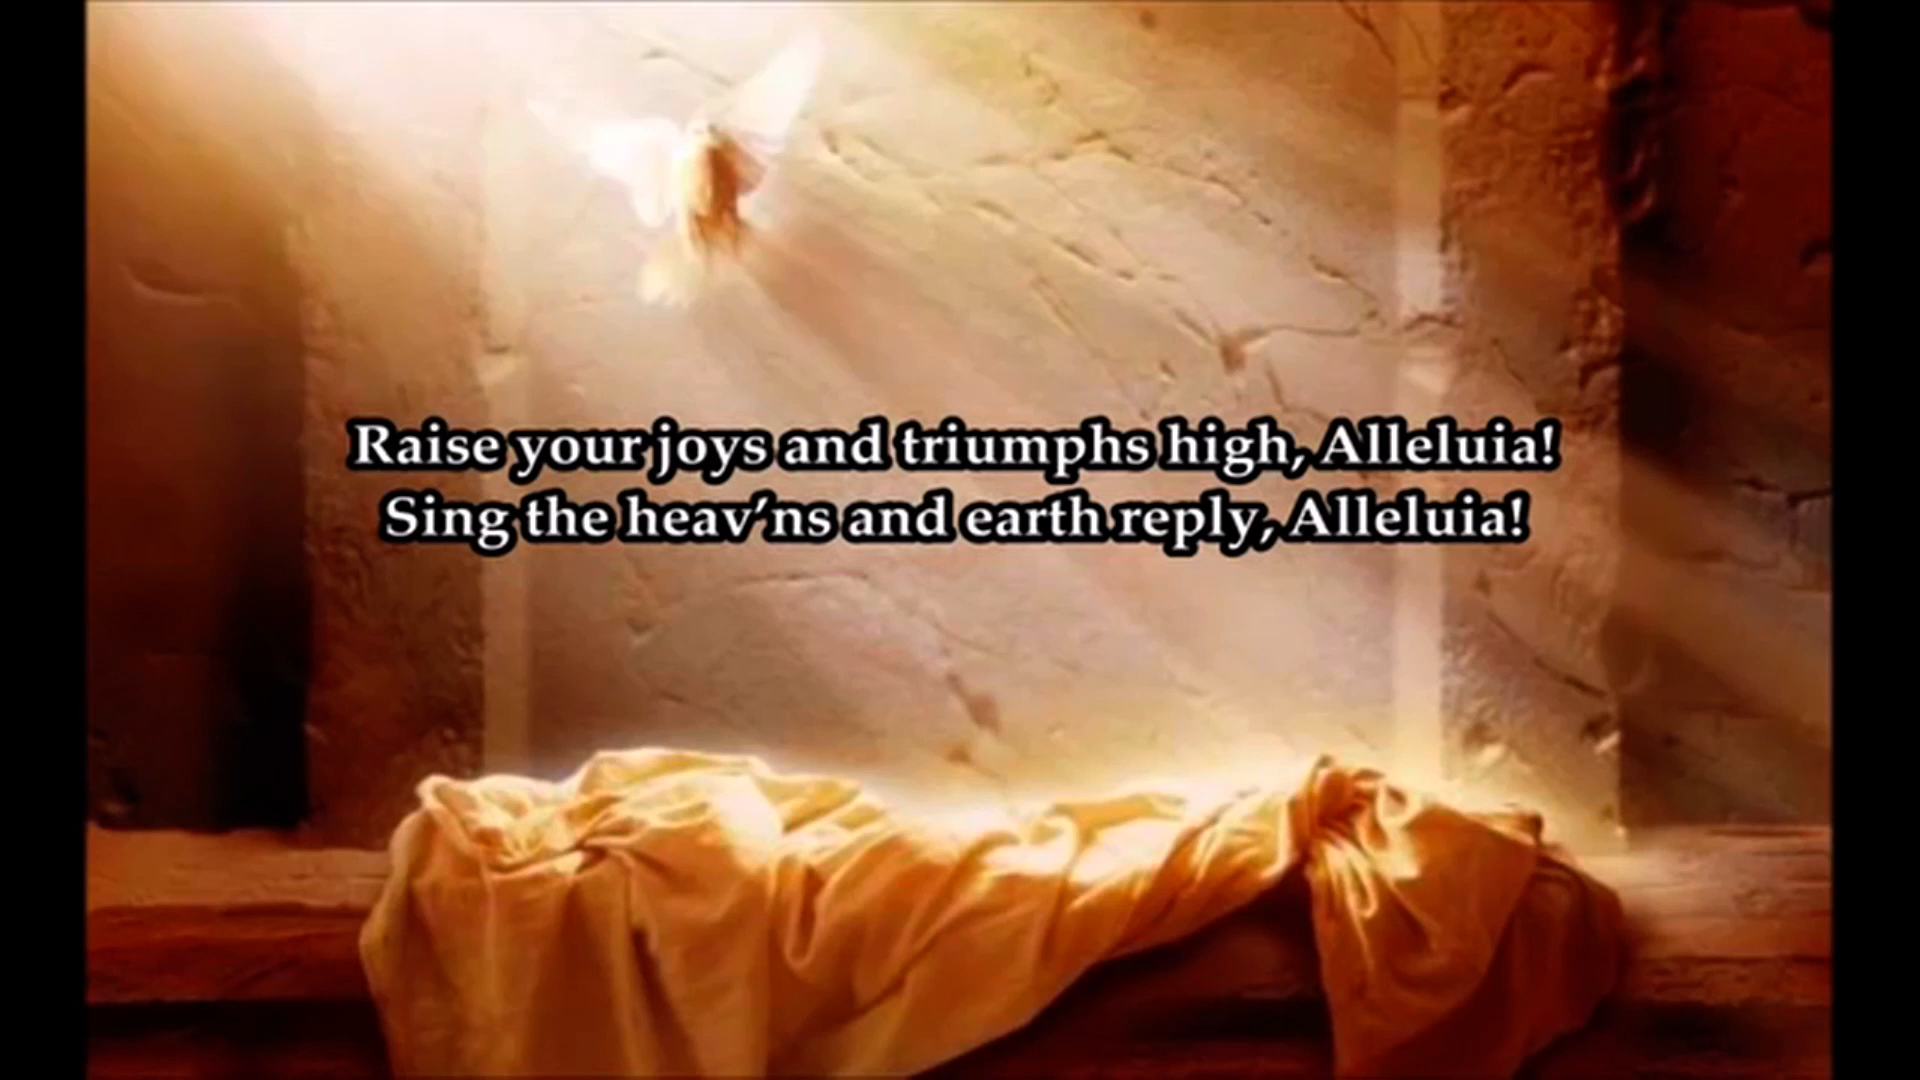 Raise your joys and triumphs high, Alleluia!
Sing the heav’ns and earth reply, Alleluia!